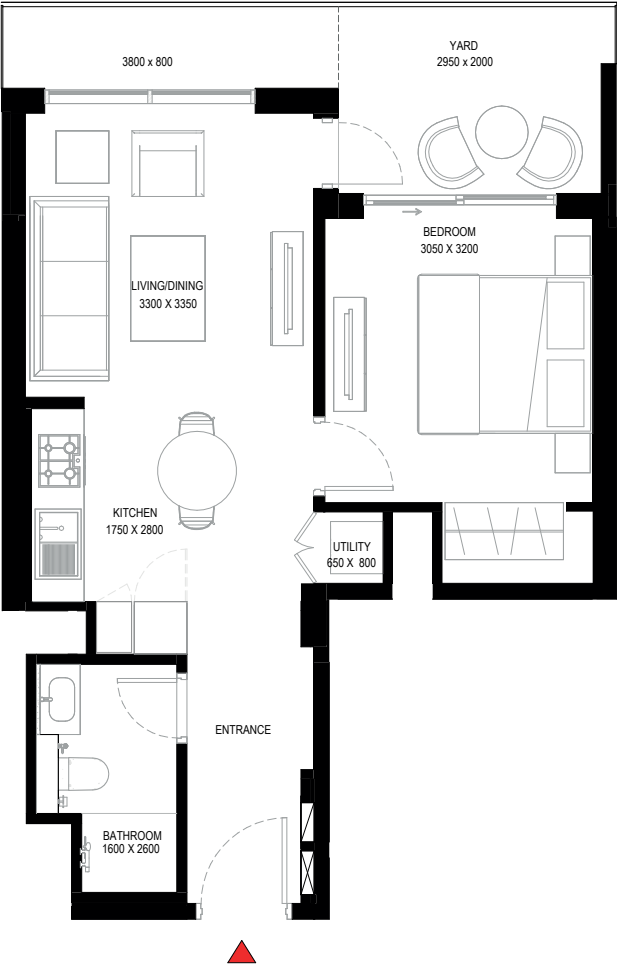 YARD
2950 x 2000
3800 x 800
BEDROOM
3050 X 3200
LIVING/DINING
3300 X 3350
KITCHEN
1750 X 2800
UTILITY
650 X 800
ENTRANCE
BATHROOM
1600 X 2600